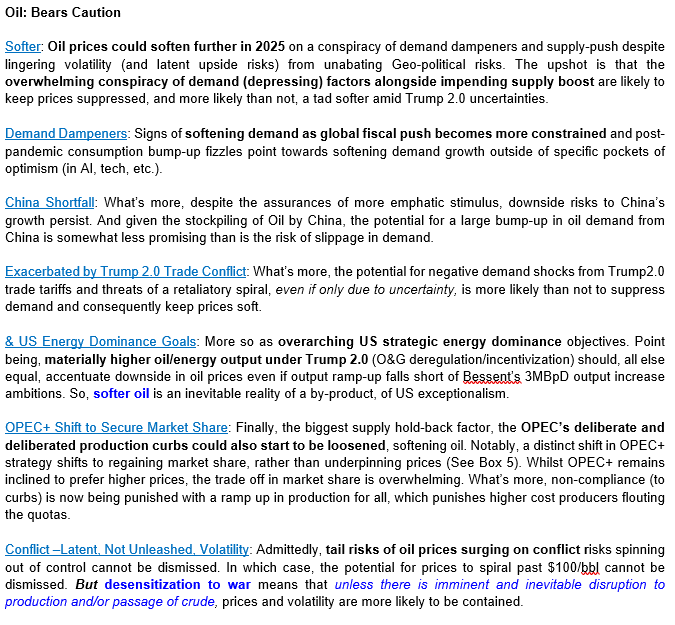 Oil: Bears Caution
Softer: Oil prices could soften further in 2025 on a conspiracy of demand dampeners and supply-push despite
lingering volatility (and latent upside risks) from unabating Geo-political risks. The upshot is that the
overwhelming conspiracy of demand (depressing) factors alongside impending supply boost are likely to
keep prices suppressed, and more likely than not, a tad softer amid Trump 2.0 uncertainties.
Demand Dampeners: Signs of softening demand as global fiscal push becomes more constrained and post-
pandemic consumption bump-up fizzles point towards softening demand growth outside of specific pockets of
optimism (in AI, tech, etc.).
China Shortfall: What's more, despite the assurances of more emphatic stimulus, downside risks to China's
growth persist. And given the stockpiling of Oil by China, the potential for a large bump-up in oil demand from
China is somewhat less promising than is the risk of slippage in demand.
Exacerbated by Trump 2.0 Trade Conflict: What's more, the potential for negative demand shocks from Trump2.0
trade tariffs and threats of a retaliatory spiral, even if only due to uncertainty, is more likely than not to suppress
demand and consequently keep prices soft.
& US Energy Dominance Goals: More so as overarching US strategic energy dominance objectives. Point
being, materially higher oil/energy output under Trump 2.0 (O&G deregulation/incentivization) should, all else
equal, accentuate downside in oil prices even if output ramp-up falls short of Bessent's 3MBpD output increase
ambitions. So, softer oil is an inevitable reality of a by-product, of US exceptionalism.
OPEC+ Shift to Secure Market Share: Finally, the biggest supply hold-back factor, the OPEC's deliberate and
deliberated production curbs could also start to be loosened, softening oil. Notably, a distinct shift in OPEC+
strategy shifts to regaining market share, rather than underpinning prices (See Box 5). Whilst OPEC+ remains
inclined to prefer higher prices, the trade off in market share is overwhelming. What's more, non-compliance (to
curbs) is now being punished with a ramp up in production for all, which punishes higher cost producers flouting
the quotas.
Conflict –Latent, Not Unleashed, Volatility: Admittedly, tail risks of oil prices surging on conflict risks spinning
out of control cannot be dismissed. In which case, the potential for prices to spiral past $100/bbl cannot be
dismissed. But desensitization to war means that unless there is imminent and inevitable disruption to
production and/or passage of crude, prices and volatility are more likely to be contained.